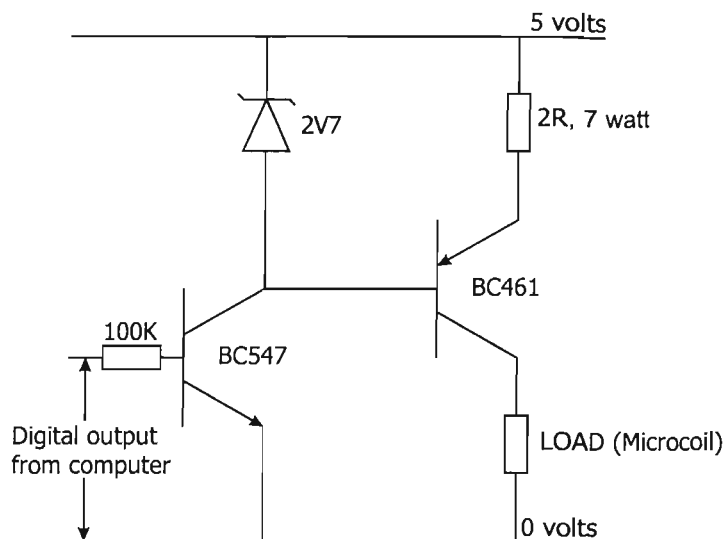 5 volts
2V7
2R, 7 watt
BC461
100K
BC547
Digital output
from computer
LOAD (Microcoil)
0 volts